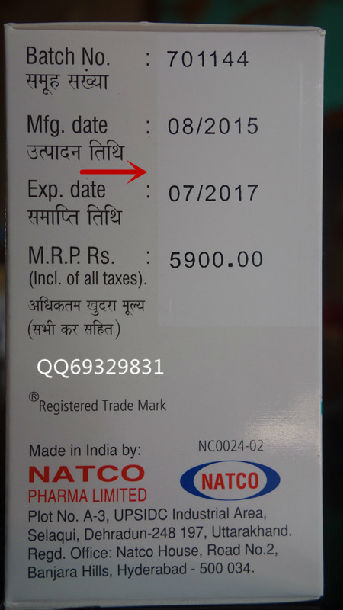 Batch No. : 701144
समूह संख्या
Mfg. date : 08/2015
उत्पादन तिथि
Exp. date : 07/2017
समाप्ति तिथि
M.R.P. Rs. : 5900.00
(Incl. of all taxes).
अधिकतम खुदरा मूल्य
(सभी कर सहित)
QQ69329831
®Registered Trade Mark
Made in India by: NC0024-02
NATCO NATCO
PHARMA LIMITED
Plot No. A-3, UPSIDC Industrial Area,
Selaqui, Dehradun-248 197, Uttarakhand.
Regd. Office: Natco House, Road No.2,
Banjara Hills, Hyderabad - 500 034.